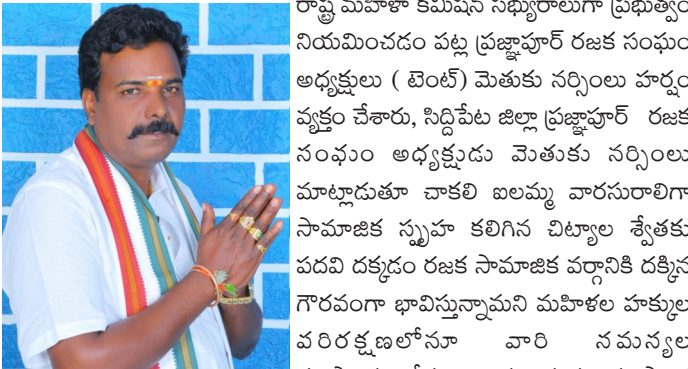 రాష్ట్ర మహిళా కమిషన్ సభ్యురాలుగా ప్రభుత్వం
నియమించడం పట్ల ప్రజ్ఞాపూర్ రజక సంఘం
అధ్యక్షులు ( టెంట్) మెతుకు నర్సింలు హర్షం
వ్యక్తం చేశారు, సిద్దిపేట జిల్లా ప్రజ్ఞాపూర్ రజక
సంఘం అధ్యక్షుడు మెతుకు నర్సింలు
మాట్లాడుతూ చాకలి ఐలమ్మ వారసురాలిగా
సామాజిక స్పృహ కలిగిన చిట్యాల శ్వేతకు
పదవి దక్కడం రజక సామాజిక వర్గానికి దక్కిన
గౌరవంగా భావిస్తున్నామని మహిళల హక్కుల
పరిరక్షణలోనూ వారి సమస్యల